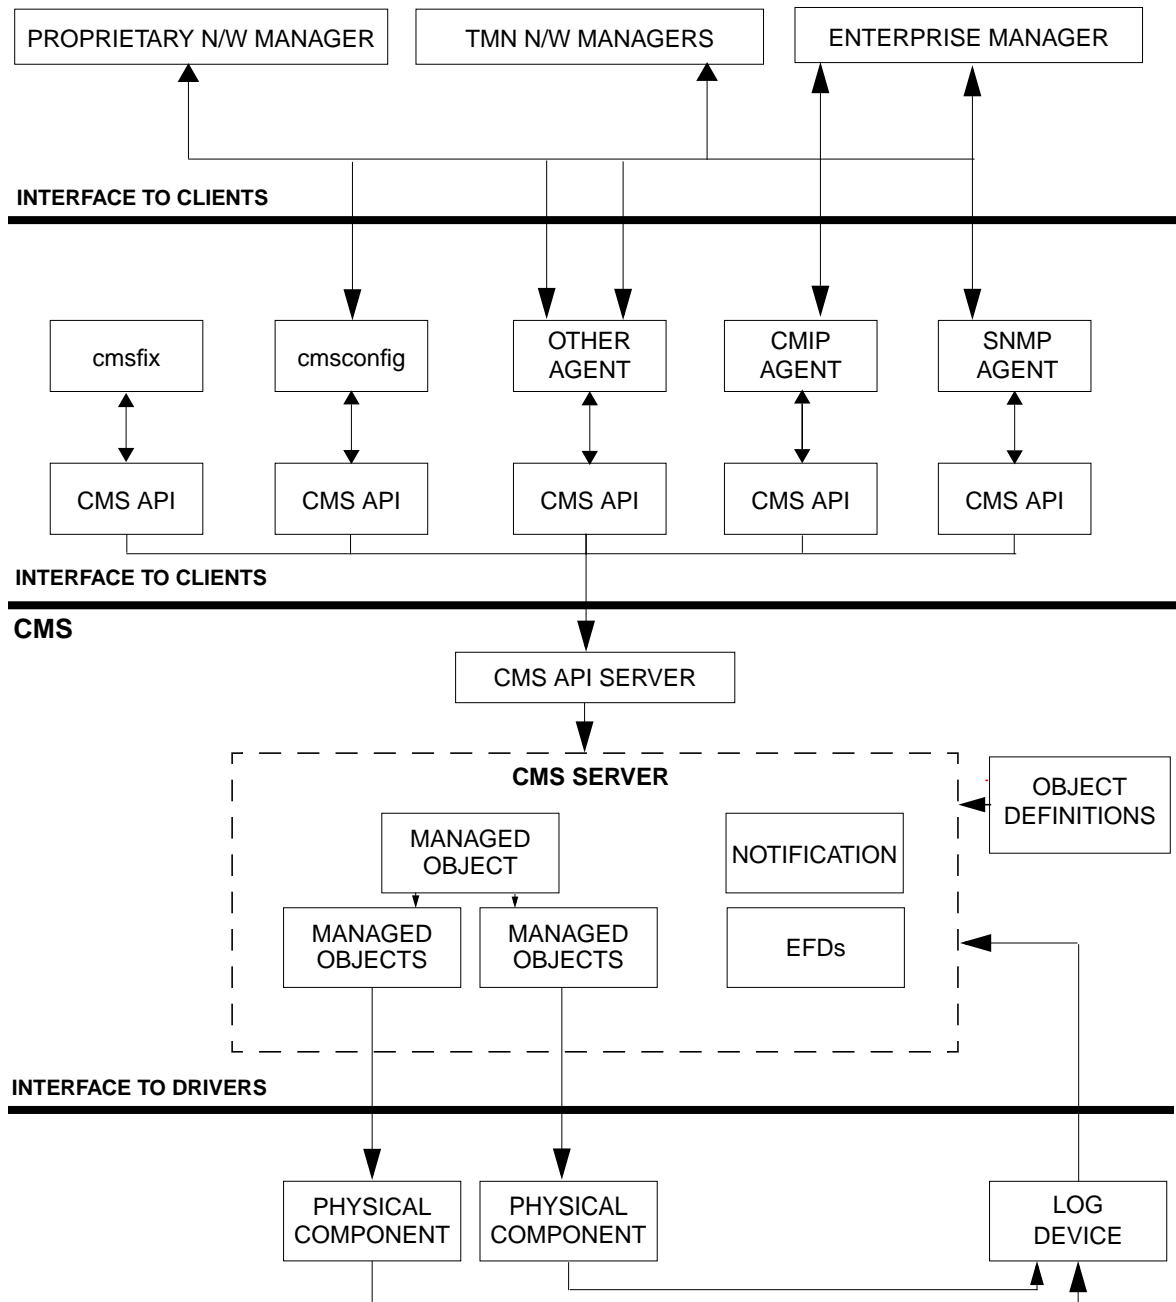 PROPRIETARY N/W MANAGER
TMN N/W MANAGERS
ENTERPRISE MANAGER
INTERFACE TO CLIENTS
cmsfix
cmsconfig
OTHER
AGENT
CMIP
AGENT
SNMP
AGENT
CMS API
CMS API
CMS API
CMS API
CMS API
INTERFACE TO CLIENTS
CMS
CMS API SERVER
CMS SERVER
OBJECT
DEFINITIONS
MANAGED
OBJECT
NOTIFICATION
MANAGED
OBJECTS
MANAGED
OBJECTS
EFDs
INTERFACE TO DRIVERS
PHYSICAL
COMPONENT
PHYSICAL
COMPONENT
LOG
DEVICE